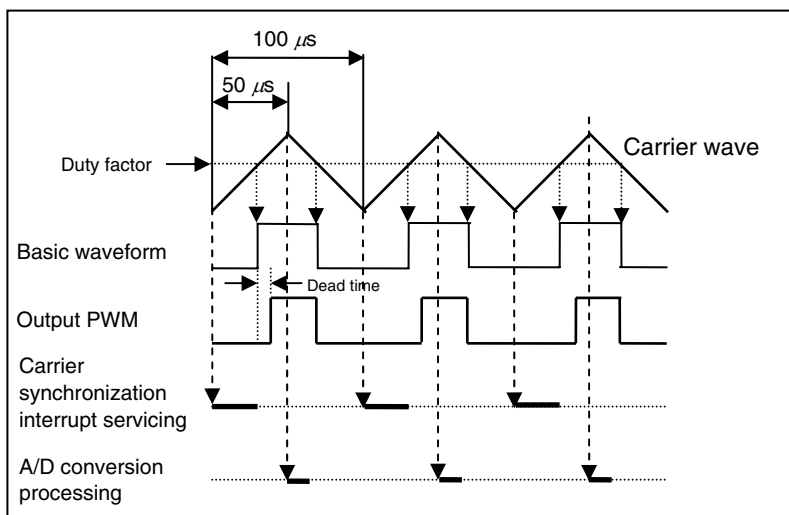 100 μs
50 μs
Carrier wave
Duty factor
Basic waveform
Dead time
Output PWM
Carrier
synchronization
interrupt servicing
A/D conversion
processing